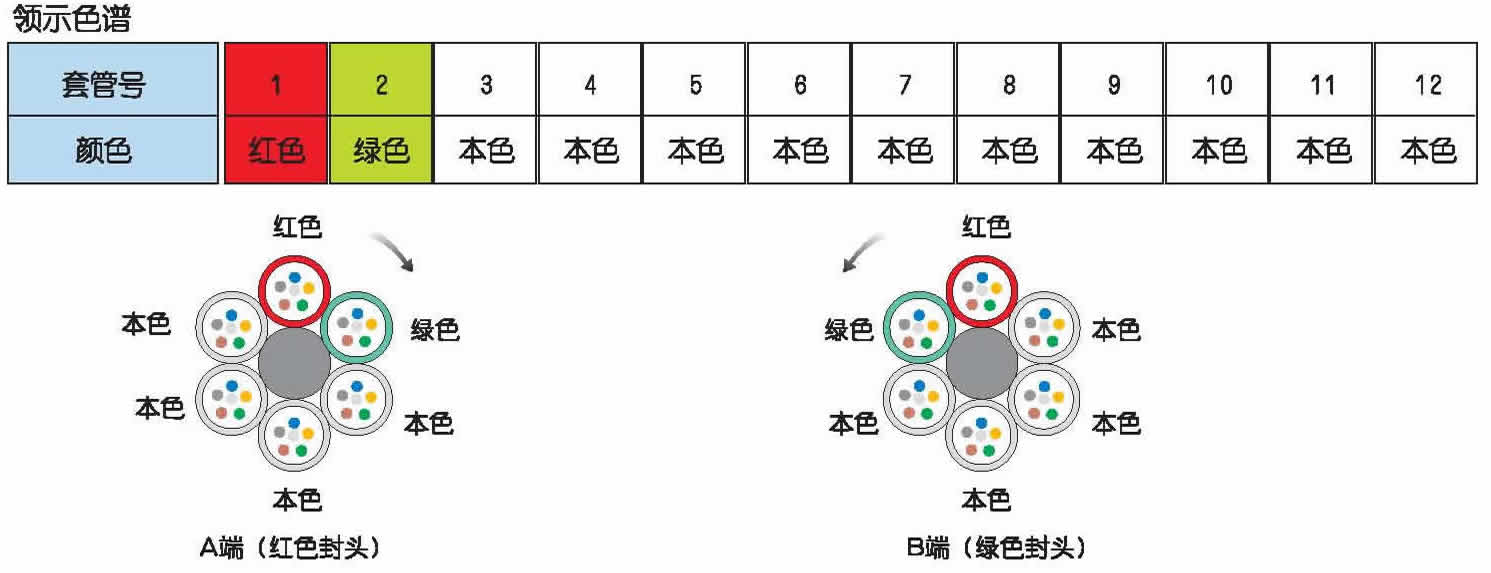 领示色谱
套管号 1 2 3 4 5 6 7 8 9 10 11 12
颜色 红色 绿色 本色 本色 本色 本色 本色 本色 本色 本色 本色 本色
红色 红色
本色 绿色 绿色 本色
本色 本色 本色 本色
本色 本色
A端（红色封头） B端（绿色封头）